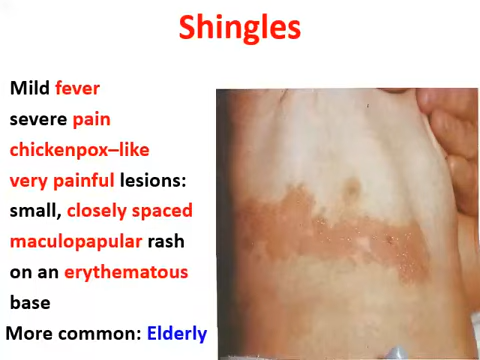 Shingles
Mild fever
severe pain
chickenpox–like
very painful lesions:
small, closely spaced
maculopapular rash
on an erythematous
base
More common: Elderly